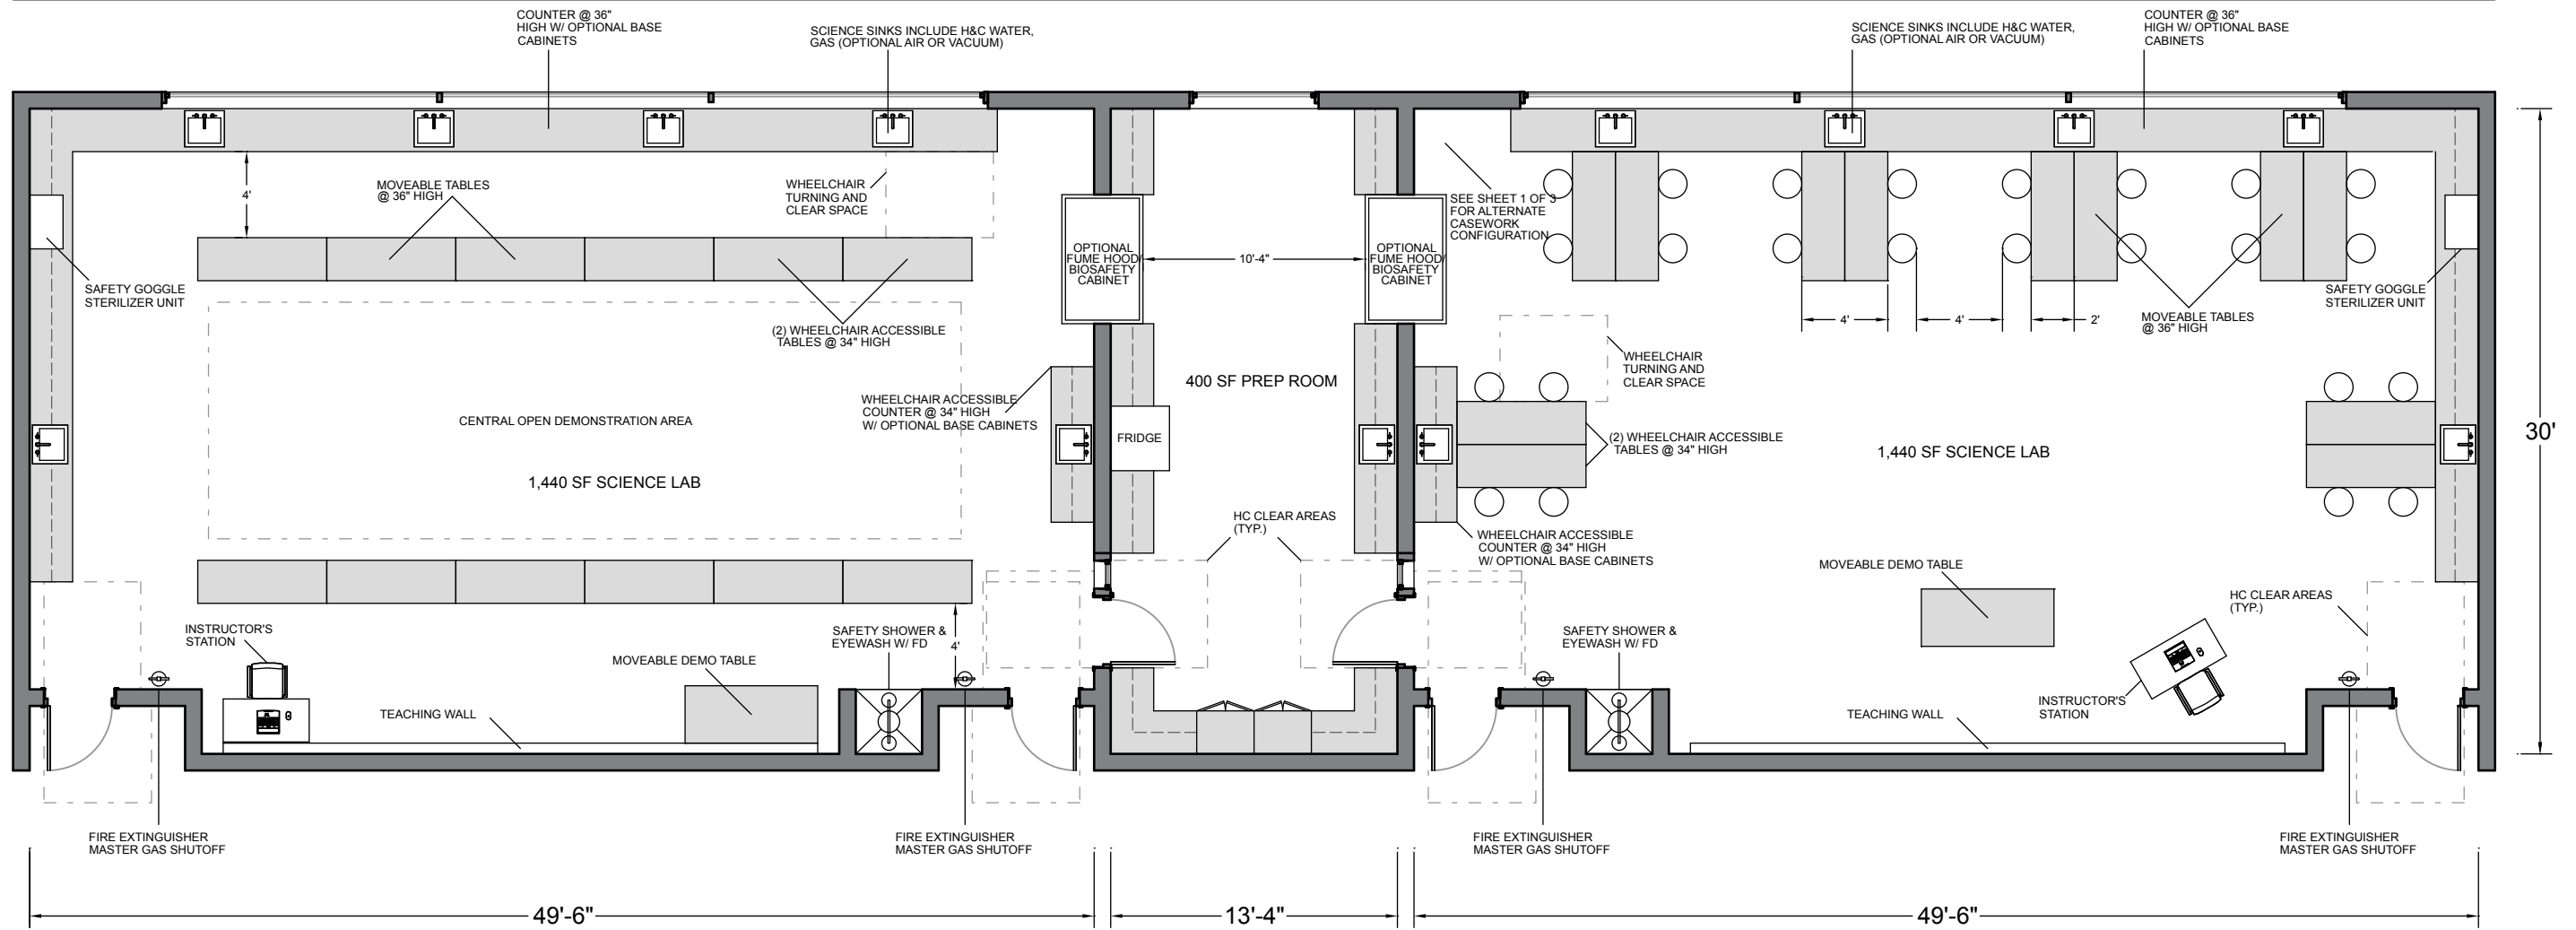 COUNTER @ 36"
HIGH W/ OPTIONAL BASE
CABINETS
SCIENCE SINKS INCLUDE H&C WATER,
GAS (OPTIONAL AIR OR VACUUM)
SCIENCE SINKS INCLUDE H&C WATER,
GAS (OPTIONAL AIR OR VACUUM)
COUNTER @ 36"
HIGH W/ OPTIONAL BASE
CABINETS
4'
MOVEABLE TABLES
@ 36" HIGH
WHEELCHAIR
TURNING AND
CLEAR SPACE
SAFETY GOGGLE
STERILIZER UNIT
(2) WHEELCHAIR ACCESSIBLE
TABLES @ 34" HIGH
OPTIONAL
FUME HOOD/
BIOSAFETY
CABINET
10'-4"
OPTIONAL
FUME HOOD/
BIOSAFETY
CABINET
SEE SHEET 1 OF 3
FOR ALTERNATE
CASEWORK
CONFIGURATION
4'
4'
2'
MOVEABLE TABLES
@ 36" HIGH
SAFETY GOGGLE
STERILIZER UNIT
WHEELCHAIR
TURNING AND
CLEAR SPACE
400 SF PREP ROOM
WHEELCHAIR ACCESSIBLE
COUNTER @ 34" HIGH
W/ OPTIONAL BASE CABINETS
CENTRAL OPEN DEMONSTRATION AREA
1,440 SF SCIENCE LAB
FRIDGE
(2) WHEELCHAIR ACCESSIBLE
TABLES @ 34" HIGH
1,440 SF SCIENCE LAB
30'
HC CLEAR AREAS
(TYP.)
WHEELCHAIR ACCESSIBLE
COUNTER @ 34" HIGH
W/ OPTIONAL BASE CABINETS
MOVEABLE DEMO TABLE
HC CLEAR AREAS
(TYP.)
INSTRUCTOR'S
STATION
MOVEABLE DEMO TABLE
SAFETY SHOWER &
EYEWASH W/ FD
4'
SAFETY SHOWER &
EYEWASH W/ FD
TEACHING WALL
TEACHING WALL
INSTRUCTOR'S
STATION
FIRE EXTINGUISHER
MASTER GAS SHUTOFF
FIRE EXTINGUISHER
MASTER GAS SHUTOFF
FIRE EXTINGUISHER
MASTER GAS SHUTOFF
FIRE EXTINGUISHER
MASTER GAS SHUTOFF
49'-6"
13'-4"
49'-6"